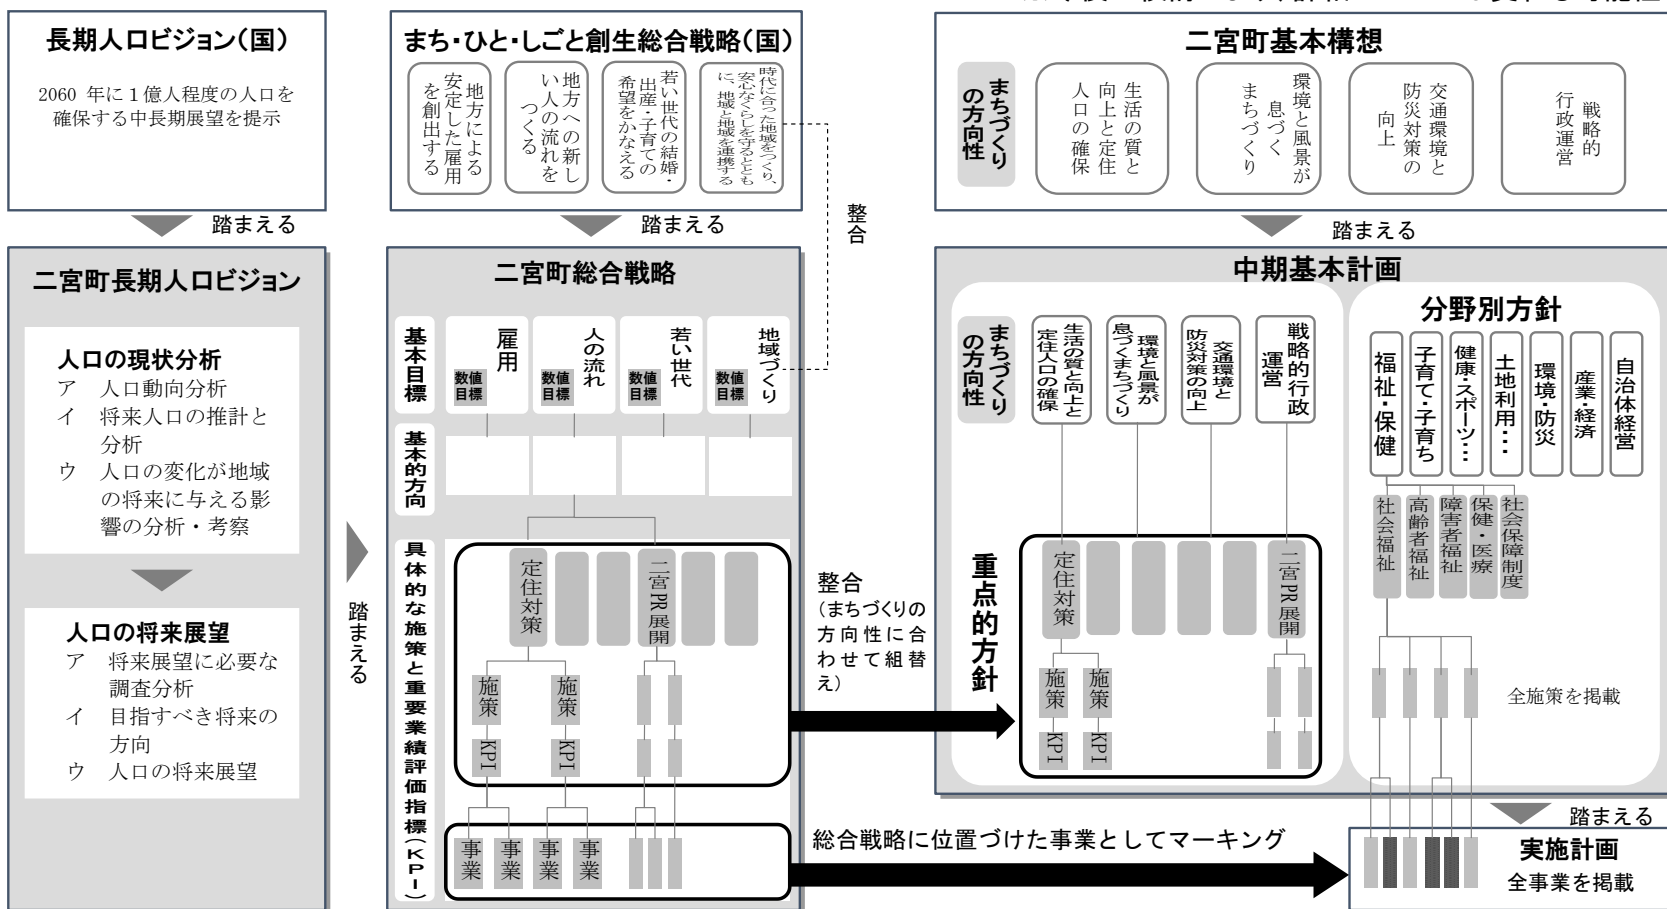 長期人口ビジョン(国)
2060 年に1億人程度の人口を
確保する中長期展望を提示
踏まえる
二宮町長期人口ビジョン
人口の現状分析
ア 人口動向分析
イ 将来人口の推計と
分析
ウ 人口の変化が地域
の将来に与える影
響の分析・考察
人口の将来展望
ア 将来展望に必要な
調査分析
イ 目指すべき将来の
方向
ウ 人口の将来展望
踏まえる
まち・ひと・しごと創生総合戦略(国)
地方による
安定した雇用
を創出する
地方への新し
い人の流れを
つくる
若い世代の結婚・
出産・子育ての
希望をかなえる
時代に合った地域をつくり、
安心なくらしを守るととも
に、地域と地域を連携する
踏まえる
整合
二宮町総合戦略
基本目標
雇用
数値
目標
人の流れ
数値
目標
若い世代
数値
目標
地域づくり
数値
目標
基本的方向
具体的な施策と重要業績評価指標(KPI)
定住対策
二宮PR展開
施策
施策
KPI
KPI
事業
事業
事業
事業
整合
(まちづくりの
方向性に合
わせて組替
え)
総合戦略に位置づけた事業としてマーキング
二宮町基本構想
まちづくり
の方向性
生活の質と
向上と定住
人口の確保
環境と風景が
息づく
まちづくり
交通環境と
防災対策の
向上
戦略的
行政運営
踏まえる
中期基本計画
まちづくり
の方向性
生活の質と向上と
定住人口の確保
環境と風景が
息づくまちづくり
交通環境と
防災対策の向上
戦略的行政
運営
重点的方針
定住対策
二宮PR展開
施策
施策
KPI
KPI
分野別方針
福祉・保健
子育て・子育ち
健康・スポーツ…
土地利用・・・
環境・防災
産業・経済
自治体経営
社会福祉
高齢者福祉
障害者福祉
保健・医療
社会保障制度
全施策を掲載
踏まえる
実施計画
全事業を掲載